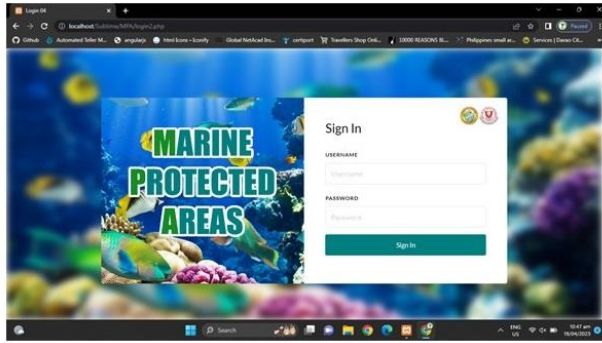 Login 04
localhost/Sublime/MPA/login2.php
Paused
Github
Automated Teller M...
angularjs
html Icons - Iconify
Global NetAcad Ins...
certiport
Travellers Shop Onli...
10000 REASONS BL...
Philippines small ar...
Services | Davao Cit...
MARINE
PROTECTED
AREAS
Sign In
USERNAME
Username
PASSWORD
Password
Sign In
Search
ENG
US
10:47 am
19/04/2023